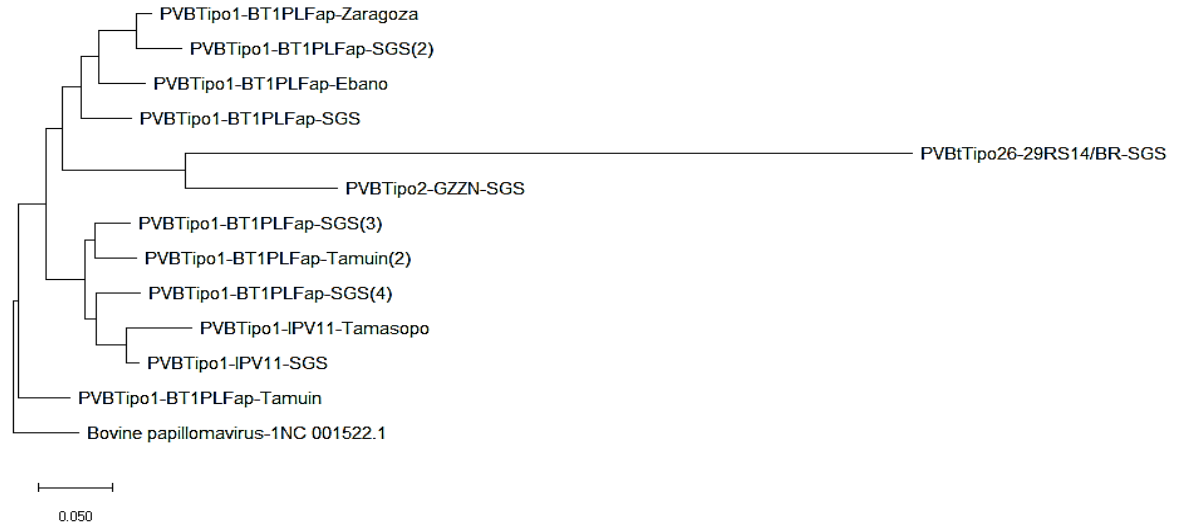 PVBTipo1-BT1PLFap-Zaragoza
PVBTipo1-BT1PLFap-SGS(2)
PVBTipo1-BT1PLFap-Ebano
PVBTipo1-BT1PLFap-SGS
PVBtTipo26-29RS14/BR-SGS
PVBTipo2-GZZN-SGS
PVBTipo1-BT1PLFap-SGS(3)
PVBTipo1-BT1PLFap-Tamuin(2)
PVBTipo1-BT1PLFap-SGS(4)
PVBTipo1-IPV11-Tamasopo
PVBTipo1-IPV11-SGS
PVBTipo1-BT1PLFap-Tamuin
Bovine papillomavirus-1NC 001522.1
0.050